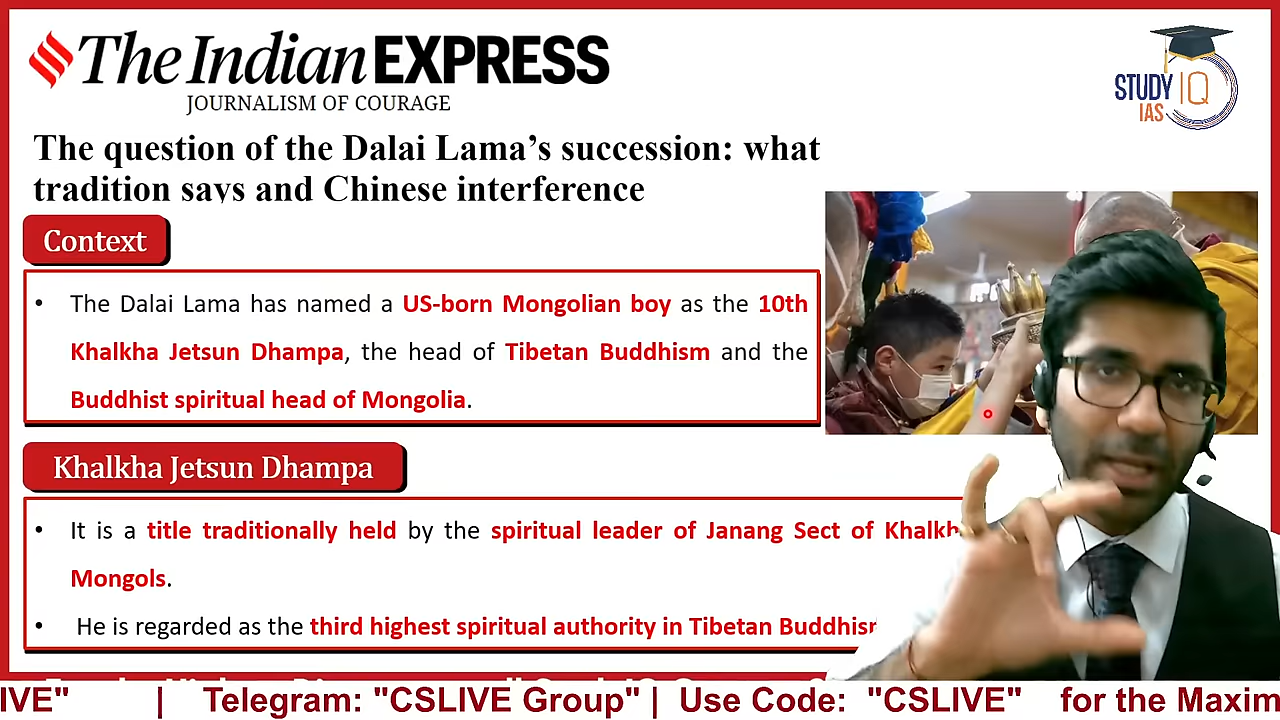 The Indian EXPRESS
JOURNALISM OF COURAGE
STUDY IQ
IAS
The question of the Dalai Lama’s succession: what
tradition says and Chinese interference
Context
• The Dalai Lama has named a US-born Mongolian boy as the 10th
Khalkha Jetsun Dhampa, the head of Tibetan Buddhism and the
Buddhist spiritual head of Mongolia.
Khalkha Jetsun Dhampa
• It is a title traditionally held by the spiritual leader of Janang Sect of
Mongols.
• He is regarded as the third highest spiritual authority in Tibetan
IVE" | Telegram: "CSLIVE Group" | Use Code: "CSLIVE" for the Maxim